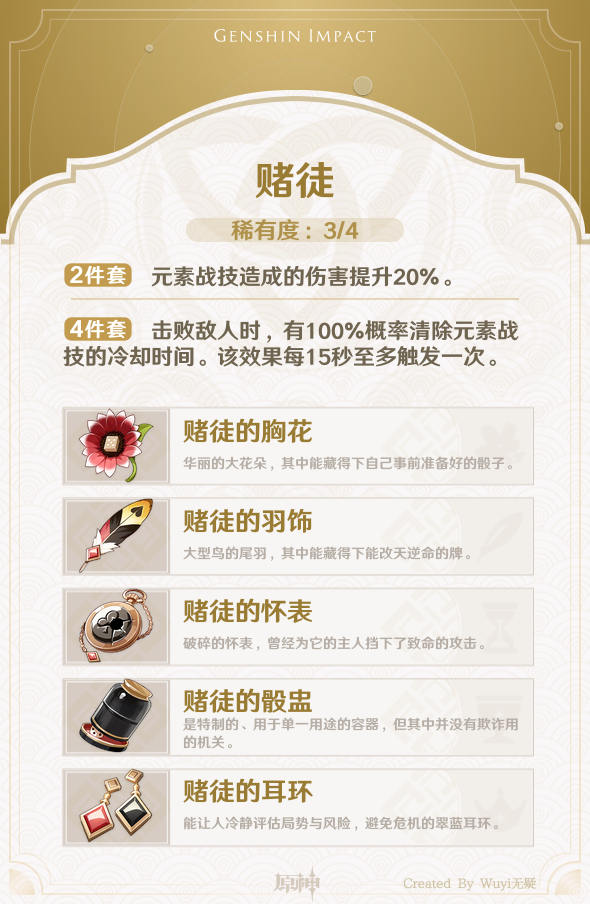 GENSHIN IMPACT
赌徒
稀有度：3/4
2件套 元素战技造成的伤害提升20%。
4件套 击败敌人时，有100%概率清除元素战
技的冷却时间。该效果每15秒至多触发一次。
赌徒的胸花
华丽的大花朵，其中能藏得下自己事前准备好的骰子。
赌徒的羽饰
大型鸟的尾羽，其中能藏得下能改天逆命的牌。
赌徒的怀表
破碎的怀表，曾经为它的主人挡下了致命的攻击。
赌徒的骰盅
是特制的、用于单一用途的容器，但其中并没有欺诈用
的机关。
赌徒的耳环
能让人冷静评估局势与风险，避免危机的翠蓝耳环。
原神
Created By Wuyi无疑